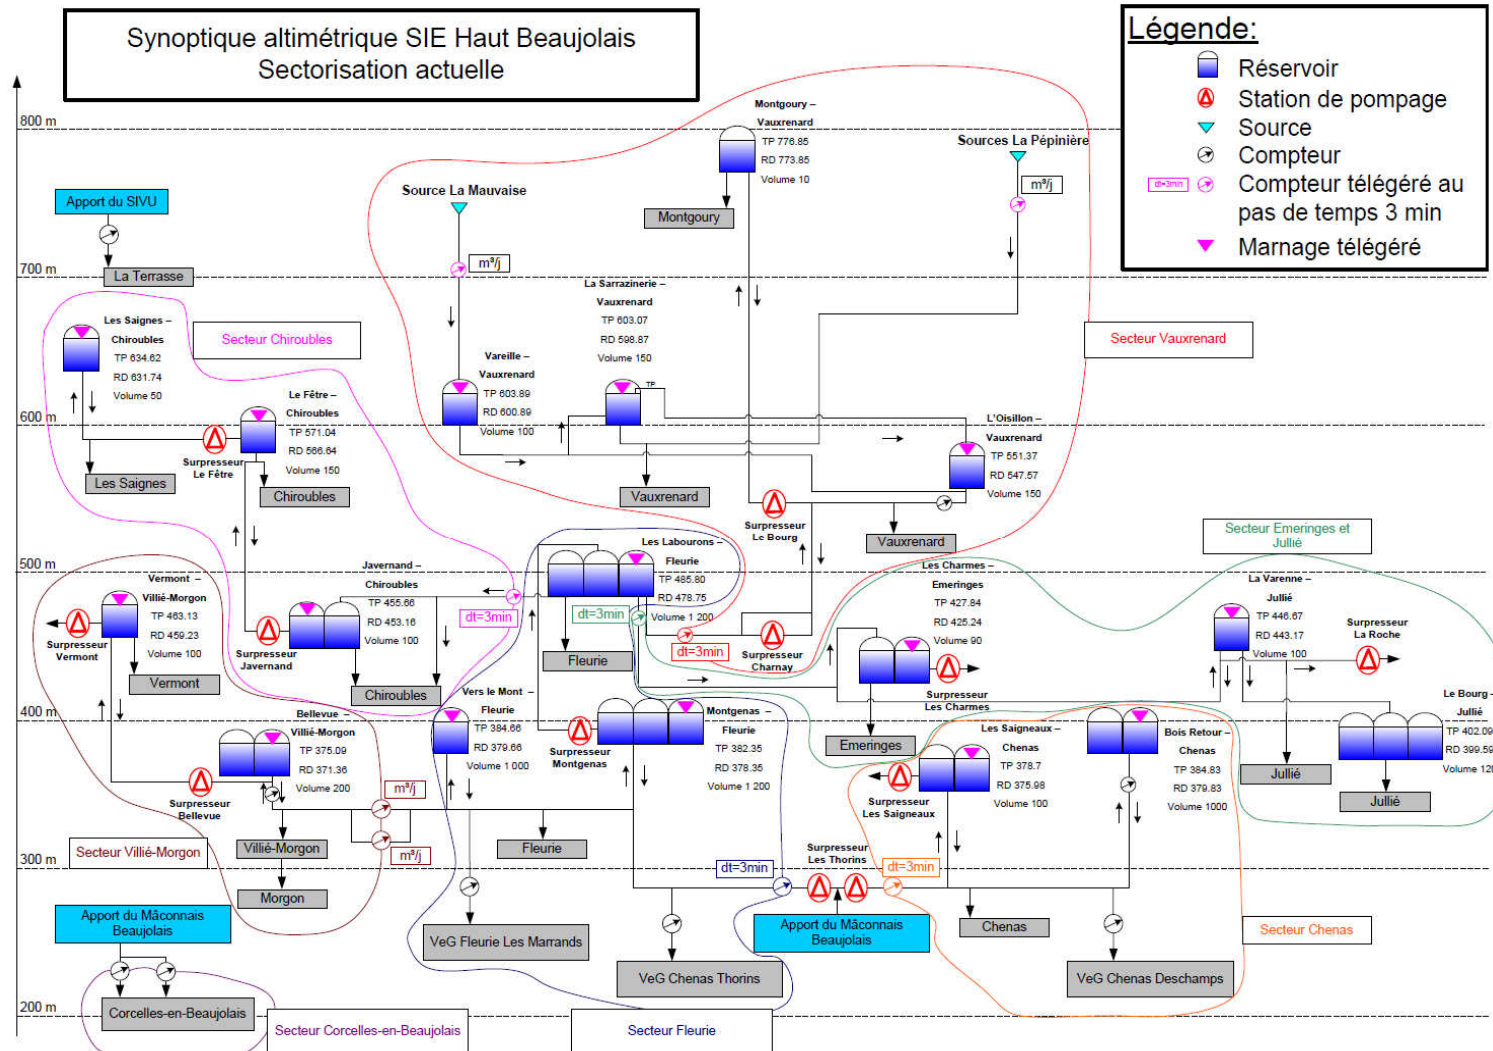 Synoptique altimétrique SIE Haut Beaujolais
Sectorisation actuelle
Légende:
Réservoir
Station de pompage
Source
Compteur
dt=3min
Compteur télégéré au
pas de temps 3 min
Marnage télégéré
800 m
700 m
600 m
500 m
400 m
300 m
200 m
Apport du SIVU
La Terrasse
Source La Mauvaise
m³/j
Montgoury –
Vauxrenard
TP 776.85
RD 773.85
Volume 10
Montgoury
Sources La Pépinière
m³/j
La Sarrazinerie –
Vauxrenard
TP 603.07
RD 598.87
Volume 150
TP
Secteur Chiroubles
Secteur Vauxrenard
Les Saignes –
Chiroubles
TP 634.62
RD 631.74
Volume 50
Vareille –
Vauxrenard
TP 603.89
RD 600.89
Volume 100
Le Fêtre –
Chiroubles
TP 571.04
RD 566.64
Volume 150
L'Oisillon –
Vauxrenard
TP 551.37
RD 547.57
Volume 150
Surpresseur
Le Fêtre
Les Saignes
Chiroubles
Vauxrenard
Surpresseur
Le Bourg
Vauxrenard
Secteur Emeringes et
Jullié
Les Labourons –
Fleurie
TP 485.80
RD 478.75
Volume 1 200
Les Charmes –
Emeringes
TP 427.84
RD 425.24
Volume 90
La Varenne –
Jullié
TP 446.67
RD 443.17
Volume 100
Surpresseur
La Roche
Vermont –
Villié-Morgon
TP 463.13
RD 459.23
Volume 100
Javernand –
Chiroubles
TP 455.66
RD 453.16
Volume 100
dt=3min
dt=3min
dt=3min
Surpresseur
Vermont
Vermont
Surpresseur
Javernand
Chiroubles
Fleurie
Surpresseur
Charnay
Surpresseur
Les Charmes
Emeringes
Bellevue –
Villié-Morgon
TP 375.09
RD 371.36
Volume 200
Vers le Mont –
Fleurie
TP 384.66
RD 379.66
Volume 1 000
Surpresseur
Montgenas
Montgenas –
Fleurie
TP 382.35
RD 378.35
Volume 1 200
Les Saigneaux –
Chenas
TP 378.7
RD 375.98
Volume 100
Bois Retour –
Chenas
TP 384.83
RD 379.83
Volume 1000
Le Bourg –
Jullié
TP 402.09
RD 399.59
Volume 120
Jullié
Jullié
Surpresseur
Bellevue
m³/j
m³/j
Surpresseur
Les Saigneaux
Secteur Villié-Morgon
Villié-Morgon
Morgon
Fleurie
Surpresseur
Les Thorins
dt=3min
dt=3min
Apport du Mâconnais
Beaujolais
Apport du Mâconnais
Beaujolais
Chenas
Secteur Chenas
VeG Fleurie Les Marrands
VeG Chenas Thorins
VeG Chenas Deschamps
Corcelles-en-Beaujolais
Secteur Corcelles-en-Beaujolais
Secteur Fleurie